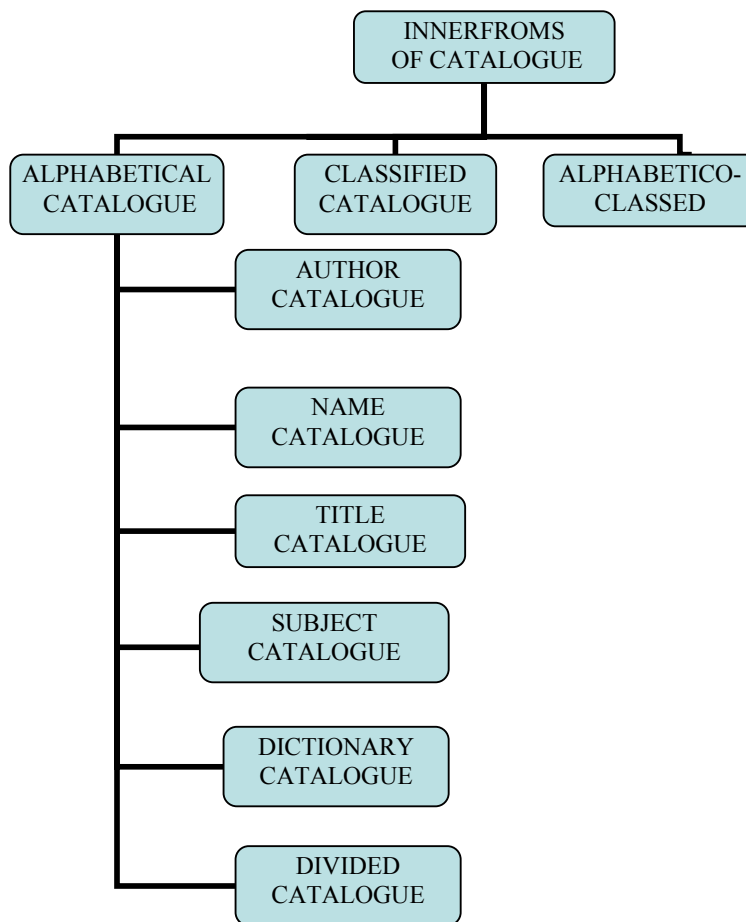 INNERFROMS
OF CATALOGUE
ALPHABETICAL
CATALOGUE
CLASSIFIED
CATALOGUE
ALPHABETICO-
CLASSED
AUTHOR
CATALOGUE
NAME
CATALOGUE
TITLE
CATALOGUE
SUBJECT
CATALOGUE
DICTIONARY
CATALOGUE
DIVIDED
CATALOGUE